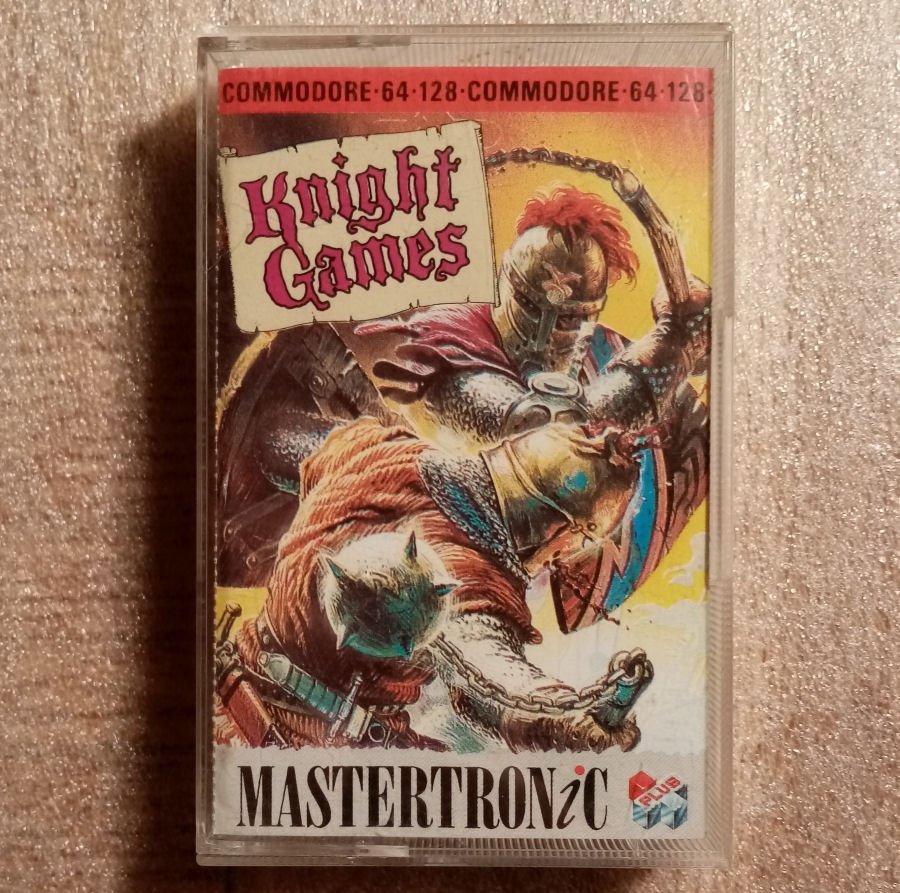 COMMODORE·64·128·COMMODORE·64·128·
Knight
Games
MASTERTRONiC
PLUS